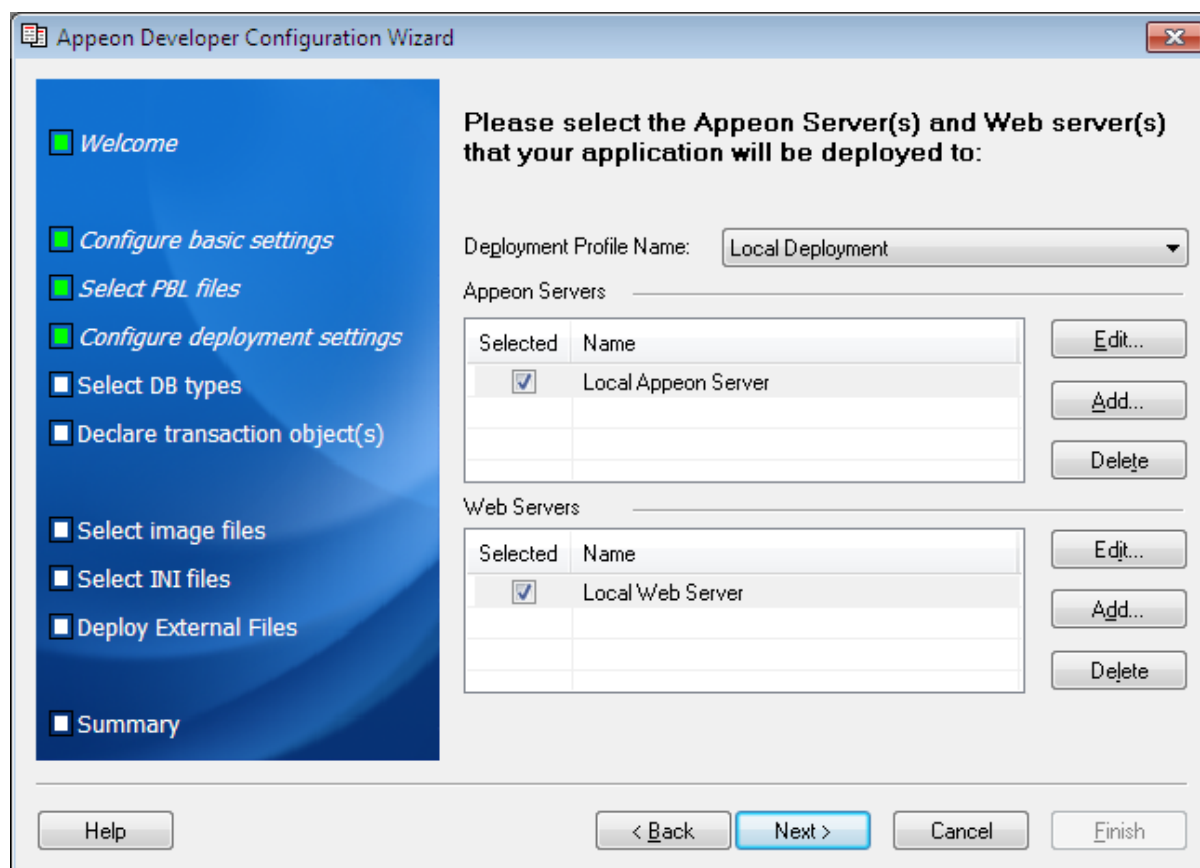 Appeon Developer Configuration Wizard
Welcome
Configure basic settings
Select PBL files
Configure deployment settings
Select DB types
Declare transaction object(s)
Select image files
Select INI files
Deploy External Files
Summary
Please select the Appeon Server(s) and Web server(s)
that your application will be deployed to:
Deployment Profile Name: Local Deployment
Appeon Servers
Selected Name
Local Appeon Server
Edit...
Add...
Delete
Web Servers
Selected Name
Local Web Server
Edit...
Add...
Delete
Help
< Back
Next >
Cancel
Finish